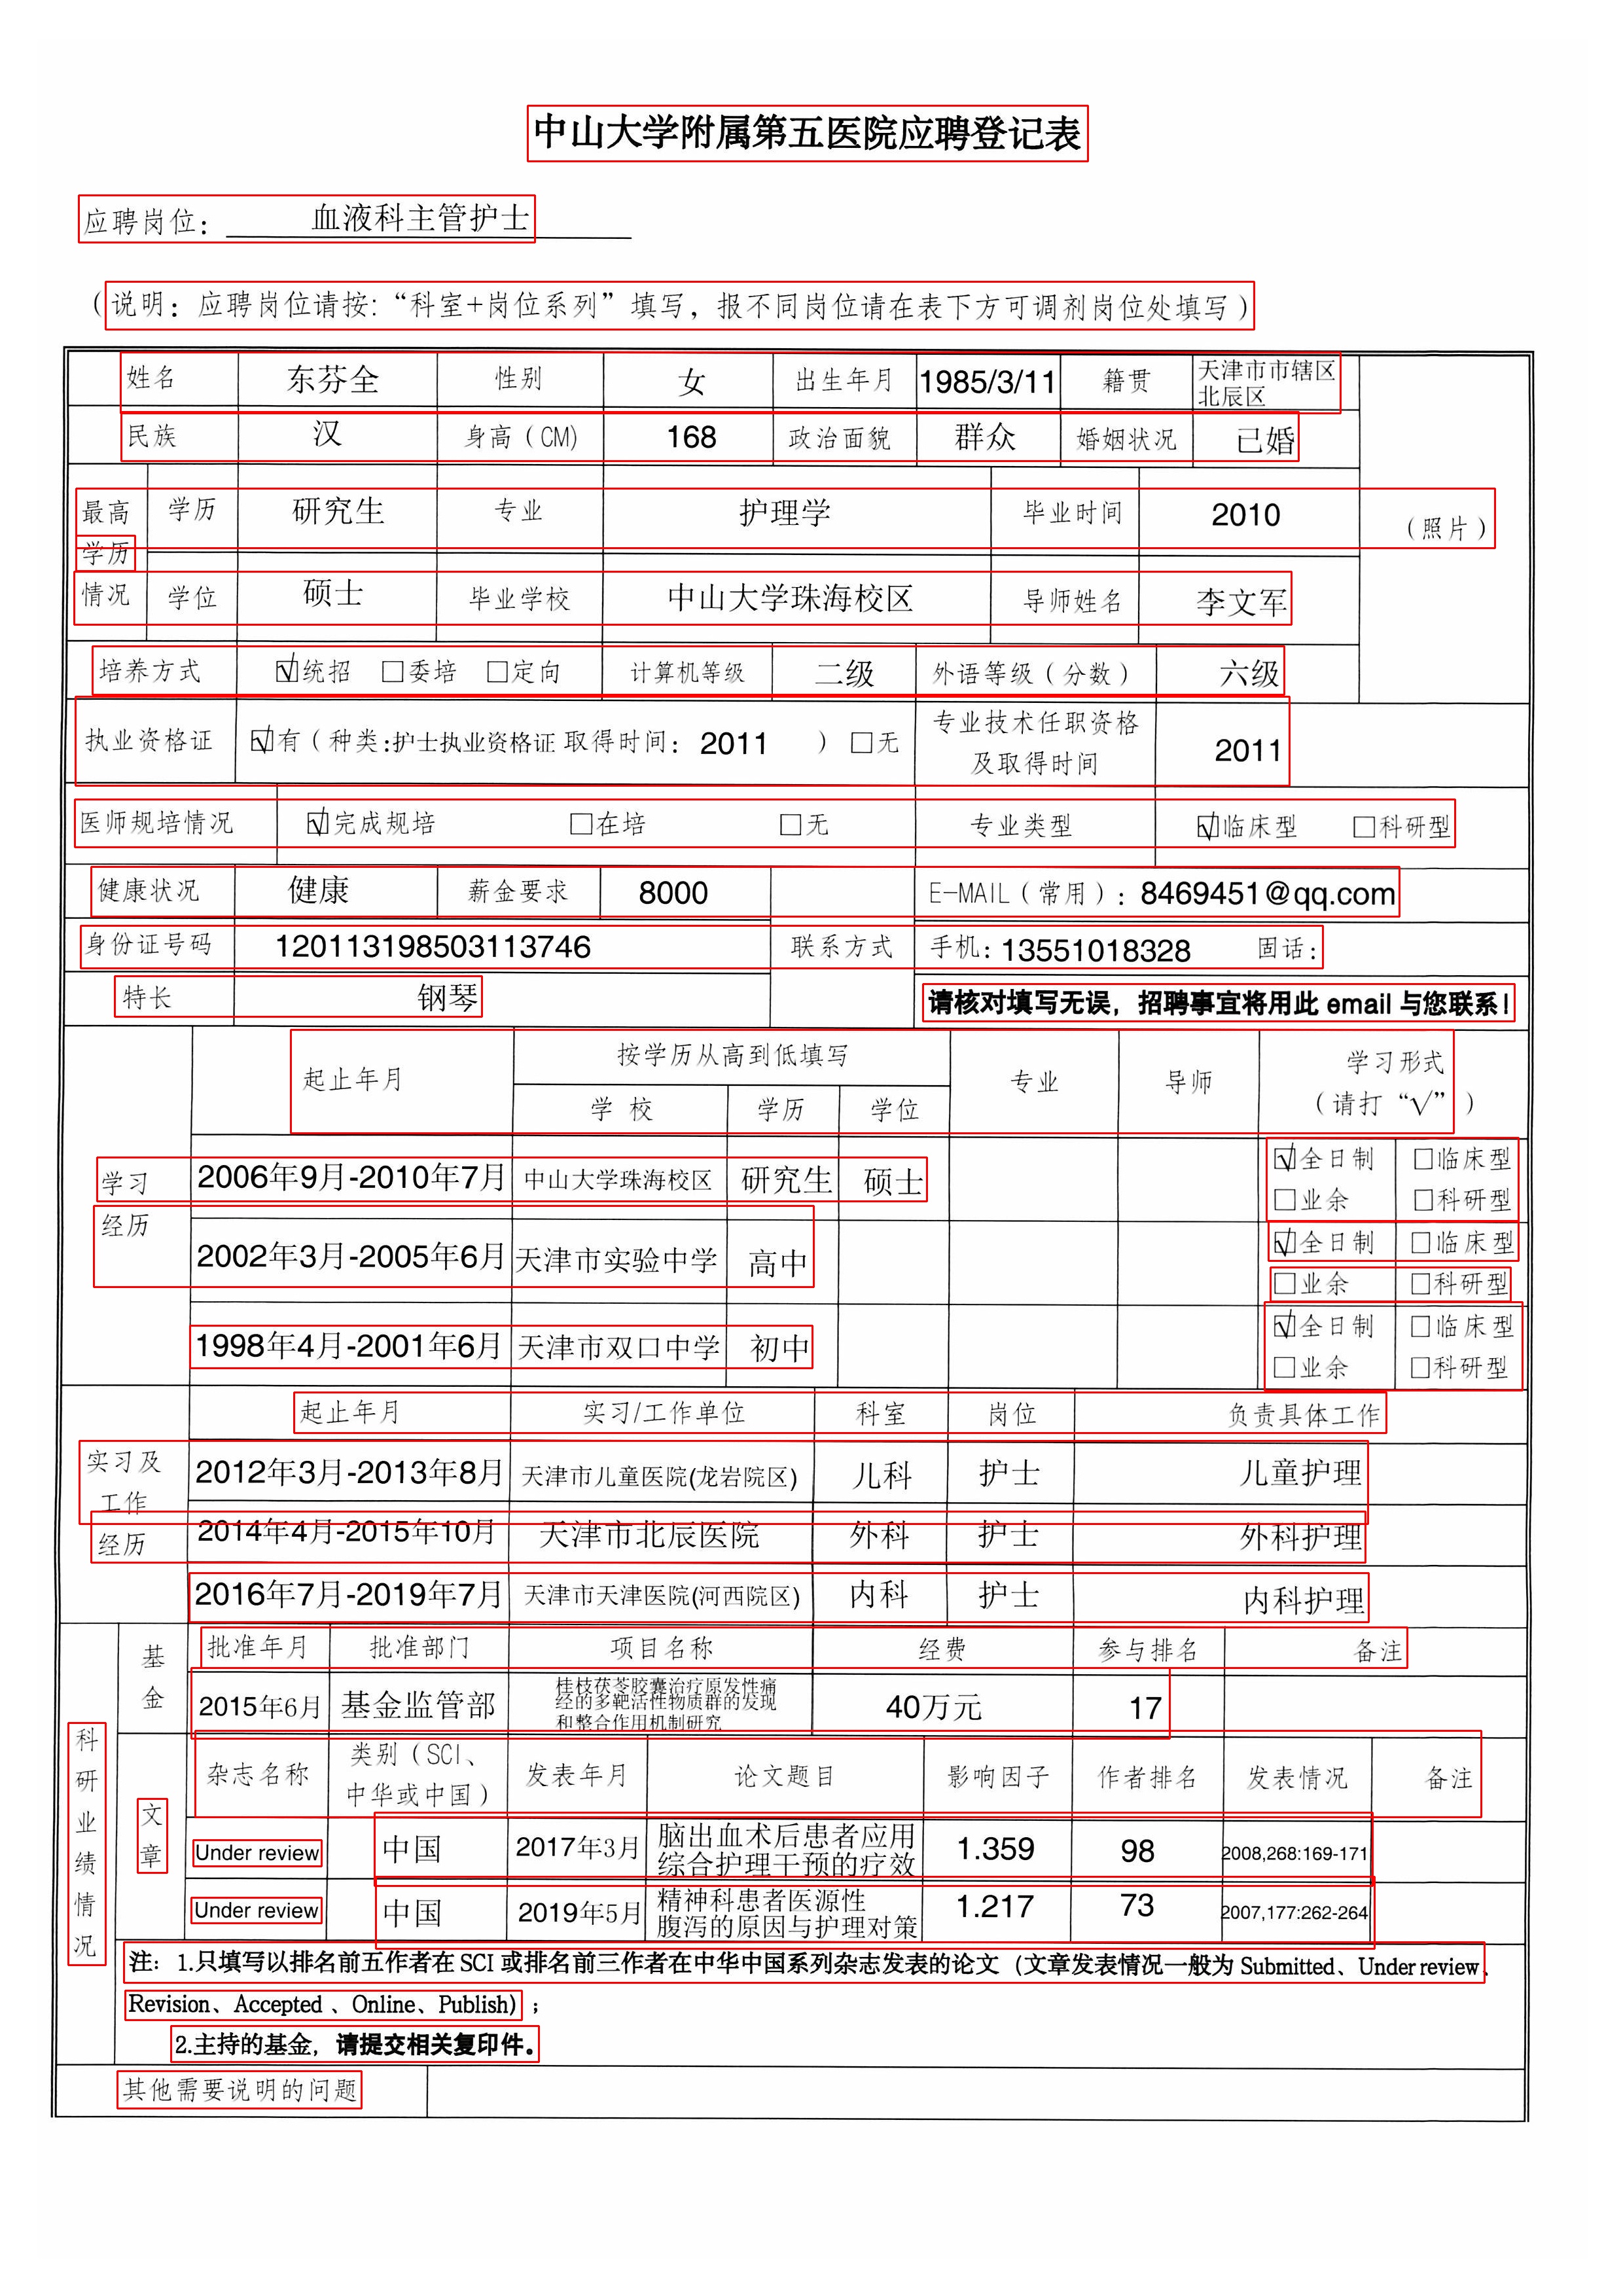 中山大学附属第五医院应聘登记表
应聘岗位： 血液科主管护士
（说明：应聘岗位请按：“科室+岗位系列”填写，报不同岗位请在表下方可调剂岗位处填写）
姓名 东芬全 性别 女 出生年月 1985/3/11 籍贯 天津市市辖区
北辰区
民族 汉 身高（CM） 168 政治面貌 群众 婚姻状况 已婚
最高 学历 研究生 专业 护理学 毕业时间 2010 （照片）
学历
情况 学位 硕士 毕业学校 中山大学珠海校区 导师姓名 李文军
培养方式 ☑统招 □委培 □定向 计算机等级 二级 外语等级（分数） 六级
执业资格证 ☑有（种类:护士执业资格证 取得时间： 2011 ）□无 专业技术任职资格
及取得时间 2011
医师规培情况 ☑完成规培 □在培 □无 专业类型 ☑临床型 □科研型
健康状况 健康 薪金要求 8000 E-MAIL（常用）：8469451@qq.com
身份证号码 120113198503113746 联系方式 手机：13551018328 固话：
特长 钢琴 请核对填写无误，招聘事宜将用此 email 与您联系！
起止年月 按学历从高到低填写 专业 导师 学习形式
学 校 学历 学位 （请打“√”）
学习 2006年9月-2010年7月 中山大学珠海校区 研究生 硕士 ☑全日制 □临床型
□业余 □科研型
经历
2002年3月-2005年6月 天津市实验中学 高中 ☑全日制 □临床型
□业余 □科研型
1998年4月-2001年6月 天津市双口中学 初中 ☑全日制 □临床型
□业余 □科研型
起止年月 实习/工作单位 科室 岗位 负责具体工作
实习及 2012年3月-2013年8月 天津市儿童医院(龙岩院区) 儿科 护士 儿童护理
工作
经历 2014年4月-2015年10月 天津市北辰医院 外科 护士 外科护理
2016年7月-2019年7月 天津市天津医院(河西院区) 内科 护士 内科护理
科研业绩情况
基金
批准年月 批准部门 项目名称 经费 参与排名 备注
2015年6月 基金监管部 桂枝茯苓胶囊治疗原发性痛
经的多靶活性物质群的发现
和整合作用机制研究 40万元 17
文章
杂志名称 类别（SCI、
中华或中国） 发表年月 论文题目 影响因子 作者排名 发表情况 备注
Under review 中国 2017年3月 脑出血术后患者应用
综合护理干预的疗效 1.359 98 2008,268:169-171
Under review 中国 2019年5月 精神科患者医源性
腹泻的原因与护理对策 1.217 73 2007,177:262-264
注：1.只填写以排名前五作者在 SCI 或排名前三作者在中华中国系列杂志发表的论文（文章发表情况一般为 Submitted、Under review、
Revision、Accepted 、Online、Publish）；
2.主持的基金，请提交相关复印件。
其他需要说明的问题